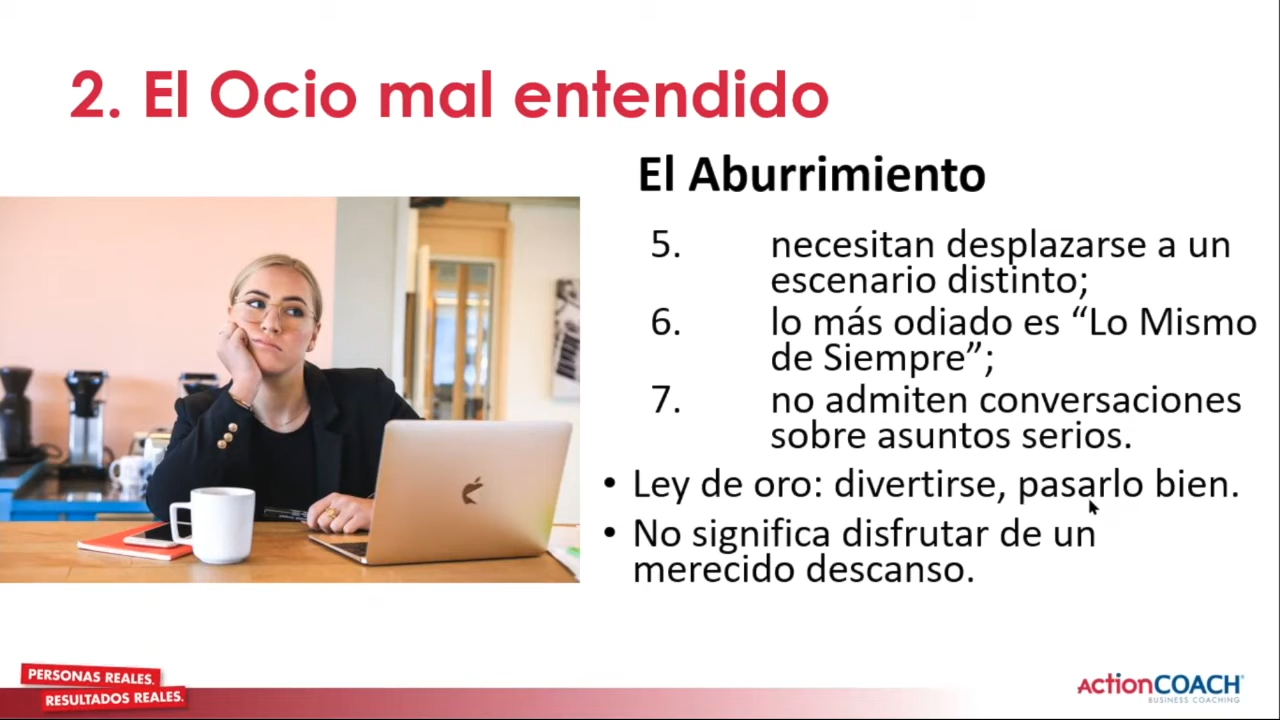 2. El Ocio mal entendido
El Aburrimiento
5. necesitan desplazarse a un
escenario distinto;
6. lo más odiado es “Lo Mismo
de Siempre”;
7. no admiten conversaciones
sobre asuntos serios.
• Ley de oro: divertirse, pasarlo bien.
• No significa disfrutar de un
merecido descanso.
PERSONAS REALES.
RESULTADOS REALES.
ActionCOACH
BUSINESS COACHING